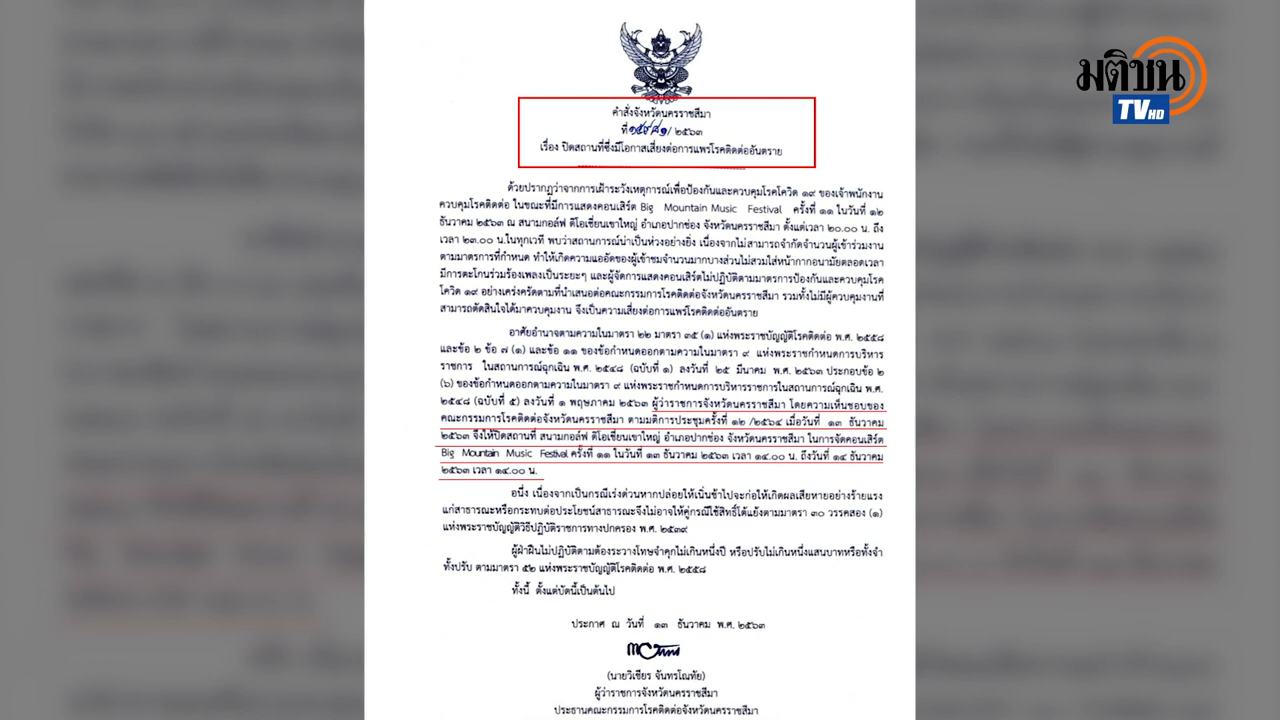 มติชน
TV HD
คำสั่งจังหวัดนครราชสีมา
ที่ ๑๕๙๘๑/ ๒๕๖๓
เรื่อง ปิดสถานที่ซึ่งมีโอกาสเสี่ยงต่อการแพร่โรคติดต่ออันตราย
ด้วยปรากฏว่าจากการเฝ้าระวังเหตุการณ์เพื่อป้องกันและควบคุมโรคโควิด ๑๙ ของเจ้าพนักงาน
ควบคุมโรคติดต่อ ในขณะที่มีการแสดงคอนเสิร์ต Big Mountain Music Festival ครั้งที่ ๑๑ ในวันที่ ๑๒
ธันวาคม ๒๕๖๓ ณ สนามกอล์ฟ ดิโอเชี่ยนเขาใหญ่ อำเภอปากช่อง จังหวัดนครราชสีมา ตั้งแต่เวลา ๒๐.๐๐ น. ถึง
เวลา ๒๓.๐๐ น.ในทุกเวที พบว่าสถานการณ์น่าเป็นห่วงอย่างยิ่ง เนื่องจากไม่สามารถจำกัดจำนวนผู้เข้าร่วมงาน
ตามมาตรการที่กำหนด ทำให้เกิดความแออัดของผู้เข้าชมจำนวนมากบางส่วนไม่สวมใส่หน้ากากอนามัยตลอดเวลา
มีการตะโกนร่วมร้องเพลงเป็นระยะๆ และผู้จัดการแสดงคอนเสิร์ตไม่ปฏิบัติตามมาตรการป้องกันและควบคุมโรค
โควิด ๑๙ อย่างเคร่งครัดตามที่นำเสนอต่อคณะกรรมการโรคติดต่อจังหวัดนครราชสีมา รวมทั้งไม่มีผู้ควบคุมงานที่
สามารถตัดสินใจได้มาควบคุมงาน จึงเป็นความเสี่ยงต่อการแพร่โรคติดต่ออันตราย
อาศัยอำนาจตามความในมาตรา ๒๒ มาตรา ๓๕ (๑) แห่งพระราชบัญญัติโรคติดต่อ พ.ศ. ๒๕๕๘
และข้อ ๒ ข้อ ๗ (๑) และข้อ ๑๑ ของข้อกำหนดออกตามความในมาตรา ๙ แห่งพระราชกำหนดการบริหาร
ราชการ ในสถานการณ์ฉุกเฉิน พ.ศ. ๒๕๔๘ (ฉบับที่ ๑) ลงวันที่ ๒๕ มีนาคม พ.ศ. ๒๕๖๓ ประกอบข้อ ๒
(๖) ของข้อกำหนดออกตามความในมาตรา ๙ แห่งพระราชกำหนดการบริหารราชการในสถานการณ์ฉุกเฉิน พ.ศ.
๒๕๔๘ (ฉบับที่ ๕) ลงวันที่ ๑ พฤษภาคม ๒๕๖๓ ผู้ว่าราชการจังหวัดนครราชสีมา โดยความเห็นชอบของ
คณะกรรมการโรคติดต่อจังหวัดนครราชสีมา ตามมติการประชุมครั้งที่ ๑๒ /๒๕๖๔ เมื่อวันที่ ๑๓ ธันวาคม
๒๕๖๓ จึงให้ปิดสถานที่ สนามกอล์ฟ ดิโอเชี่ยนเขาใหญ่ อำเภอปากช่อง จังหวัดนครราชสีมา ในการจัดคอนเสิร์ต
Big Mountain Music Festival ครั้งที่ ๑๑ ในวันที่ ๑๓ ธันวาคม ๒๕๖๓ เวลา ๑๔.๐๐ น. ถึงวันที่ ๑๔ ธันวาคม
๒๕๖๓ เวลา ๑๔.๐๐ น.
อนึ่ง เนื่องจากเป็นกรณีเร่งด่วนหากปล่อยให้เนิ่นช้าไปจะก่อให้เกิดผลเสียหายอย่างร้ายแรง
แก่สาธารณะหรือกระทบต่อประโยชน์สาธารณะจึงไม่อาจให้คู่กรณีใช้สิทธิ์โต้แย้งตามมาตรา ๓๐ วรรคสอง (๑)
แห่งพระราชบัญญัติวิธีปฏิบัติราชการทางปกครอง พ.ศ. ๒๕๓๙
ผู้ฝ่าฝืนไม่ปฏิบัติตามต้องระวางโทษจำคุกไม่เกินหนึ่งปี หรือปรับไม่เกินหนึ่งแสนบาทหรือทั้งจำ
ทั้งปรับ ตามมาตรา ๕๒ แห่งพระราชบัญญัติโรคติดต่อ พ.ศ. ๒๕๕๘
ทั้งนี้ ตั้งแต่บัดนี้เป็นต้นไป
ประกาศ ณ วันที่ ๑๓ ธันวาคม พ.ศ. ๒๕๖๓
(นายวิเชียร จันทรโณทัย)
ผู้ว่าราชการจังหวัดนครราชสีมา
ประธานคณะกรรมการโรคติดต่อจังหวัดนครราชสีมา